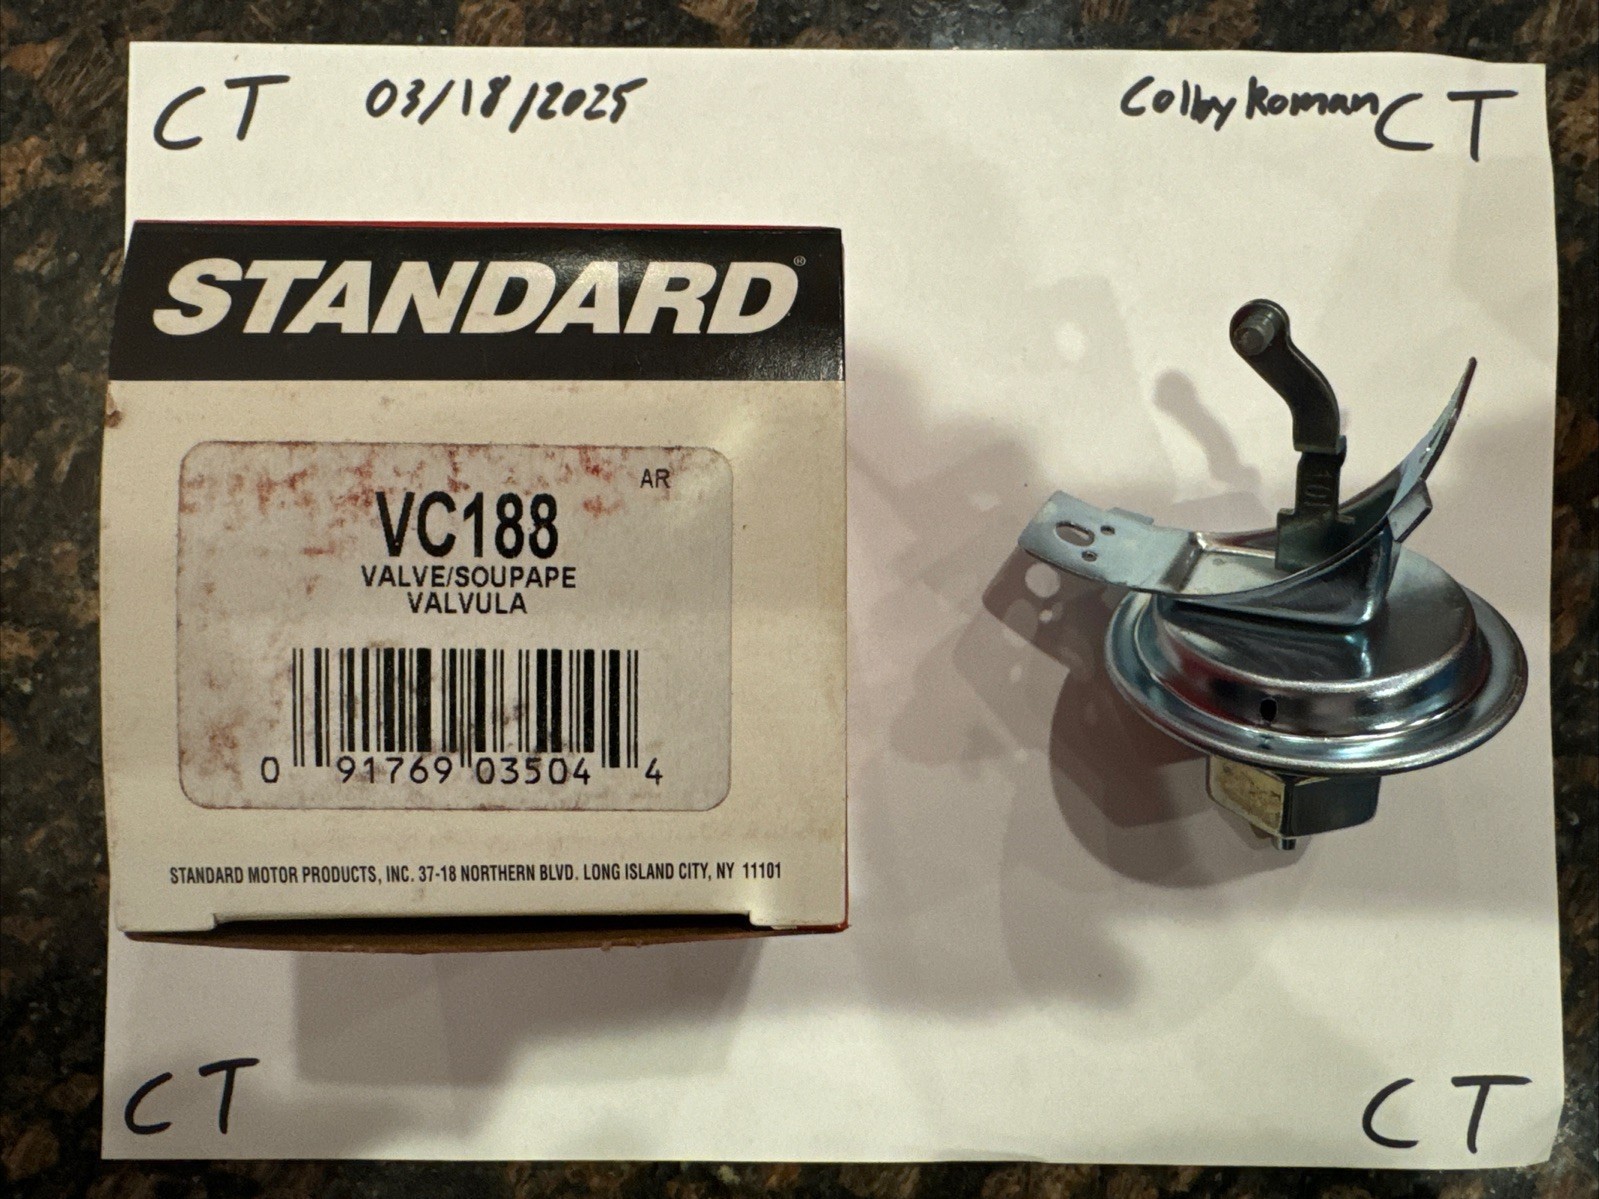 CT 03/18/2025 Colby Roman CT
STANDARD®
AR
VC188
VALVE/SOUPAPE
VALVULA
0 91769 03504 4
STANDARD MOTOR PRODUCTS, INC. 37-18 NORTHERN BLVD. LONG ISLAND CITY, NY 11101
101
CT CT